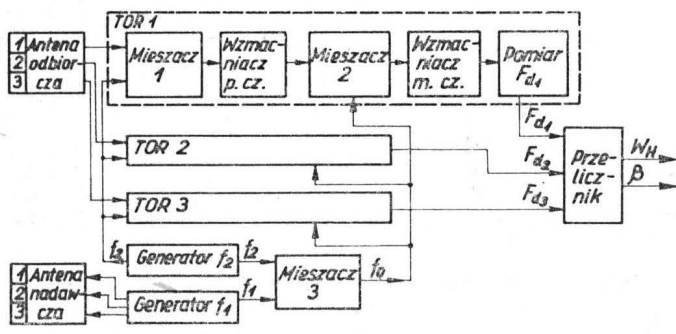 TOR 1
1
2
3
Antena
odbior-
cza
Mieszacz
1
Wzmac-
niacz
p.cz.
Mieszacz
2
Wzmac-
niacz
m.cz.
Pomiar
Fd1
Fd1
TOR 2
Fd3
TOR 3
Fd3
Prze-
licz-
nik
WH
β
f2
Generator f2
f2
Mieszacz
3
f0
Generator f1
f1
1
2
3
Antena
nadaw-
cza